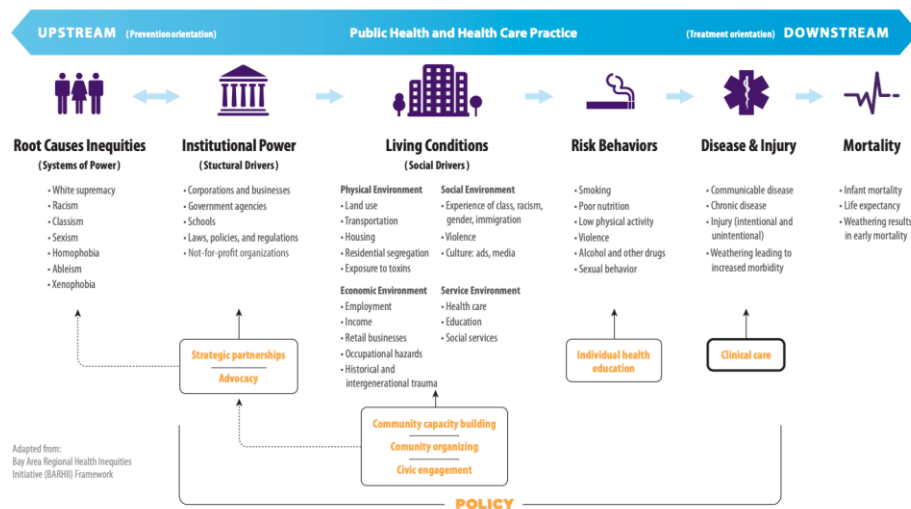 UPSTREAM (Prevention orientation) Public Health and Health Care Practice (Treatment orientation) DOWNSTREAM
Root Causes Inequities
(Systems of Power)
• White supremacy
• Racism
• Classism
• Sexism
• Homophobia
• Ableism
• Xenophobia
Institutional Power
(Stuctural Drivers)
• Corporations and businesses
• Government agencies
• Schools
• Laws, policies, and regulations
• Not-for-profit organizations
Strategic partnerships
Advocacy
Living Conditions
(Social Drivers)
Physical Environment
• Land use
• Transportation
• Housing
• Residential segregation
• Exposure to toxins
Economic Environment
• Employment
• Income
• Retail businesses
• Occupational hazards
• Historical and
intergenerational trauma
Social Environment
• Experience of class, racism,
gender, immigration
• Violence
• Culture: ads, media
Service Environment
• Health care
• Education
• Social services
Community capacity building
Comunity organizing
Civic engagement
Risk Behaviors
• Smoking
• Poor nutrition
• Low physical activity
• Violence
• Alcohol and other drugs
• Sexual behavior
Individual health
education
Disease & Injury
• Communicable disease
• Chronic disease
• Injury (intentional and
unintentional)
• Weathering leading to
increased morbidity
Clinical care
Mortality
• Infant mortality
• Life expectancy
• Weathering results
in early mortality
Adapted from:
Bay Area Regional Health Inequities
Initiative (BARHII) Framework
POLICY